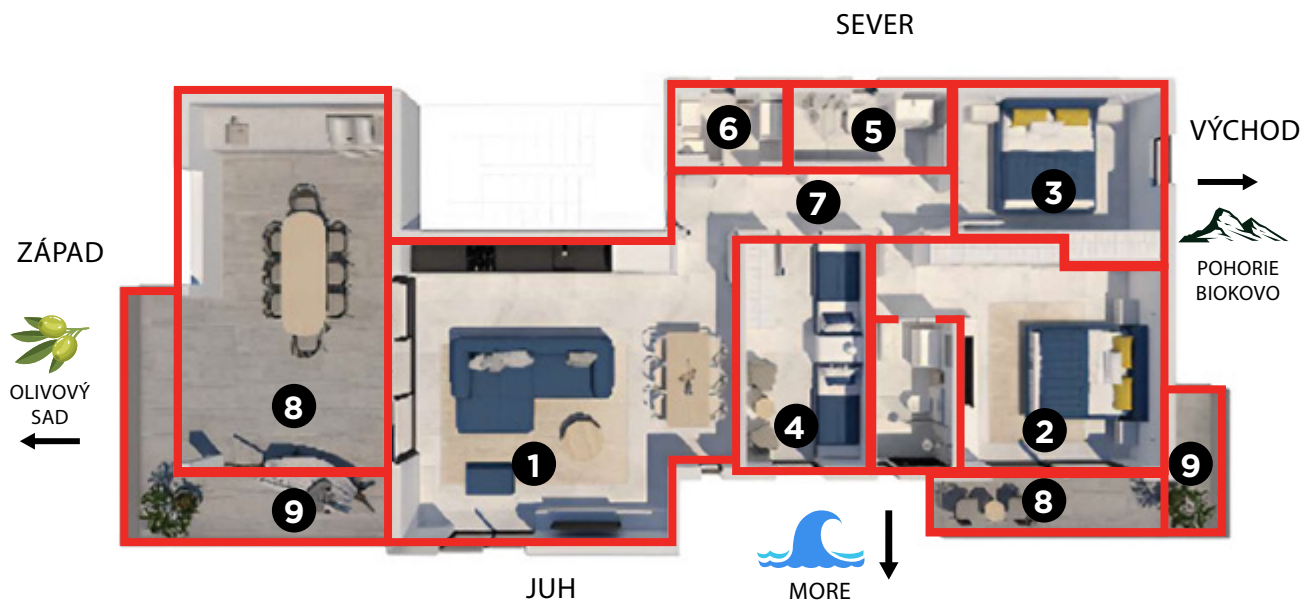 SEVER
6
5
3
VÝCHOD
7
POHORIE
BIOKOVO
ZÁPAD
OLIVOVÝ
SAD
8
4
2
1
9
9
8
JUH
MORE